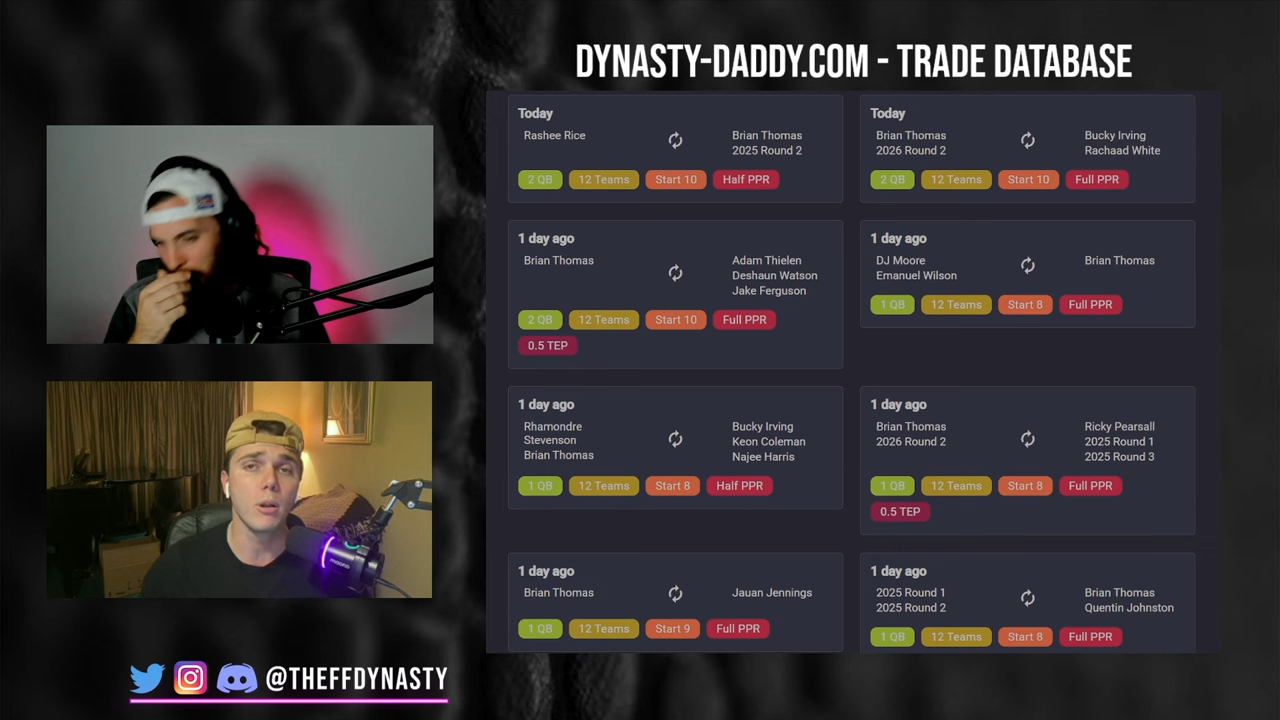 DYNASTY-DADDY.COM - TRADE DATABASE
Today
Rashee Rice
Brian Thomas
2025 Round 2
2 QB
12 Teams
Start 10
Half PPR
Today
Brian Thomas
2026 Round 2
Bucky Irving
Rachaad White
2 QB
12 Teams
Start 10
Full PPR
1 day ago
Brian Thomas
Adam Thielen
Deshaun Watson
Jake Ferguson
2 QB
12 Teams
Start 10
Full PPR
0.5 TEP
1 day ago
DJ Moore
Emanuel Wilson
Brian Thomas
1 QB
12 Teams
Start 8
Full PPR
1 day ago
Rhamondre
Stevenson
Brian Thomas
Bucky Irving
Keon Coleman
Najee Harris
1 QB
12 Teams
Start 8
Half PPR
1 day ago
Brian Thomas
2026 Round 2
Ricky Pearsall
2025 Round 1
2025 Round 3
1 QB
12 Teams
Start 8
Full PPR
0.5 TEP
1 day ago
Brian Thomas
Jauan Jennings
1 QB
12 Teams
Start 9
Full PPR
1 day ago
2025 Round 1
2025 Round 2
Brian Thomas
Quentin Johnston
1 QB
12 Teams
Start 8
Full PPR
@THEFFDYNASTY